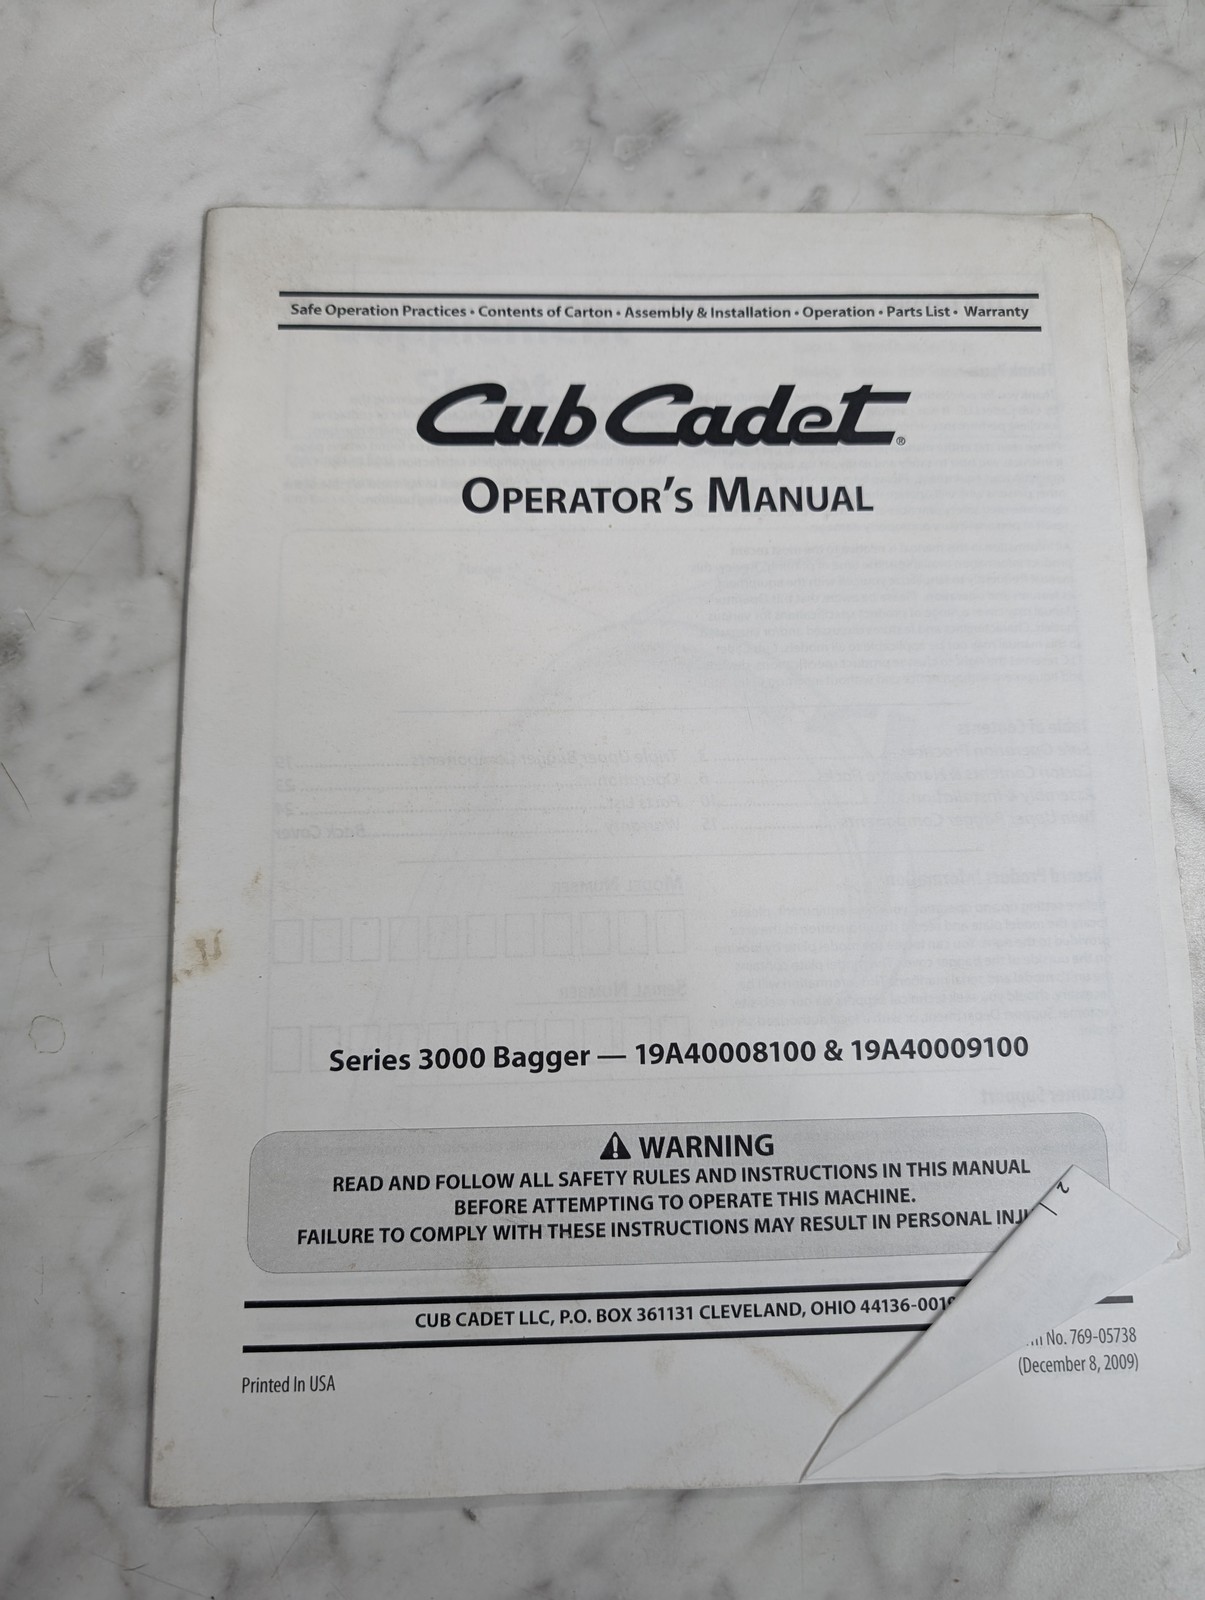 Safe Operation Practices • Contents of Carton • Assembly & Installation • Operation • Parts List • Warranty
Cub Cadet®
OPERATOR'S MANUAL
Series 3000 Bagger — 19A40008100 & 19A40009100
WARNING
READ AND FOLLOW ALL SAFETY RULES AND INSTRUCTIONS IN THIS MANUAL
BEFORE ATTEMPTING TO OPERATE THIS MACHINE.
FAILURE TO COMPLY WITH THESE INSTRUCTIONS MAY RESULT IN PERSONAL
CUB CADET LLC, P.O. BOX 361131 CLEVELAND, OHIO 44136-001
No. 769-05738
Printed In USA
(December 8, 2009)